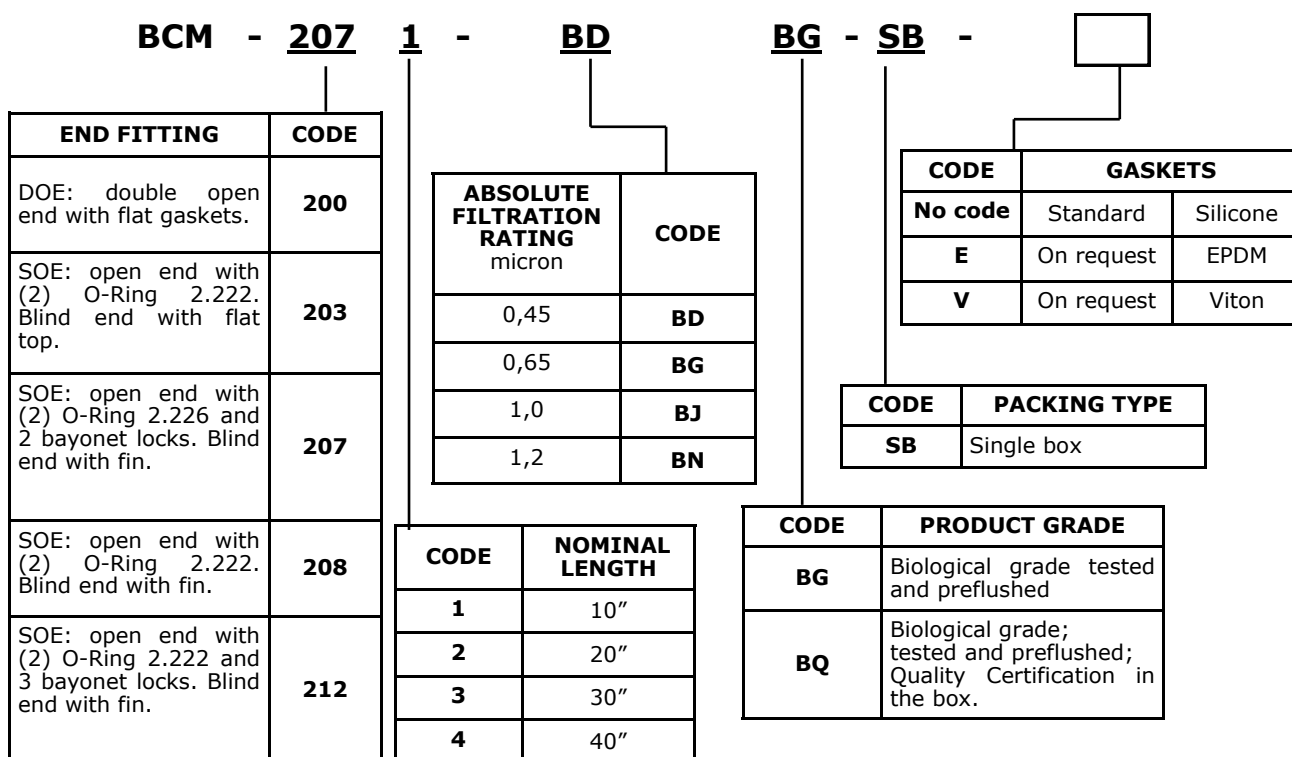 BCM - 207 1 - BD BG - SB -
END FITTING CODE
DOE: double open
end with flat gaskets.
200
SOE: open end with
(2) O-Ring 2.222.
Blind end with flat
top.
203
SOE: open end with
(2) O-Ring 2.226 and
2 bayonet locks. Blind
end with fin.
207
SOE: open end with
(2) O-Ring 2.222.
Blind end with fin.
208
SOE: open end with
(2) O-Ring 2.222 and
3 bayonet locks. Blind
end with fin.
212
CODE NOMINAL
LENGTH
1 10″
2 20″
3 30″
4 40″
ABSOLUTE
FILTRATION
RATING
micron
CODE
0,45 BD
0,65 BG
1,0 BJ
1,2 BN
CODE PRODUCT GRADE
BG
Biological grade tested
and preflushed
BQ
Biological grade;
tested and preflushed;
Quality Certification in
the box.
CODE PACKING TYPE
SB Single box
CODE GASKETS
No code Standard Silicone
E On request EPDM
V On request Viton